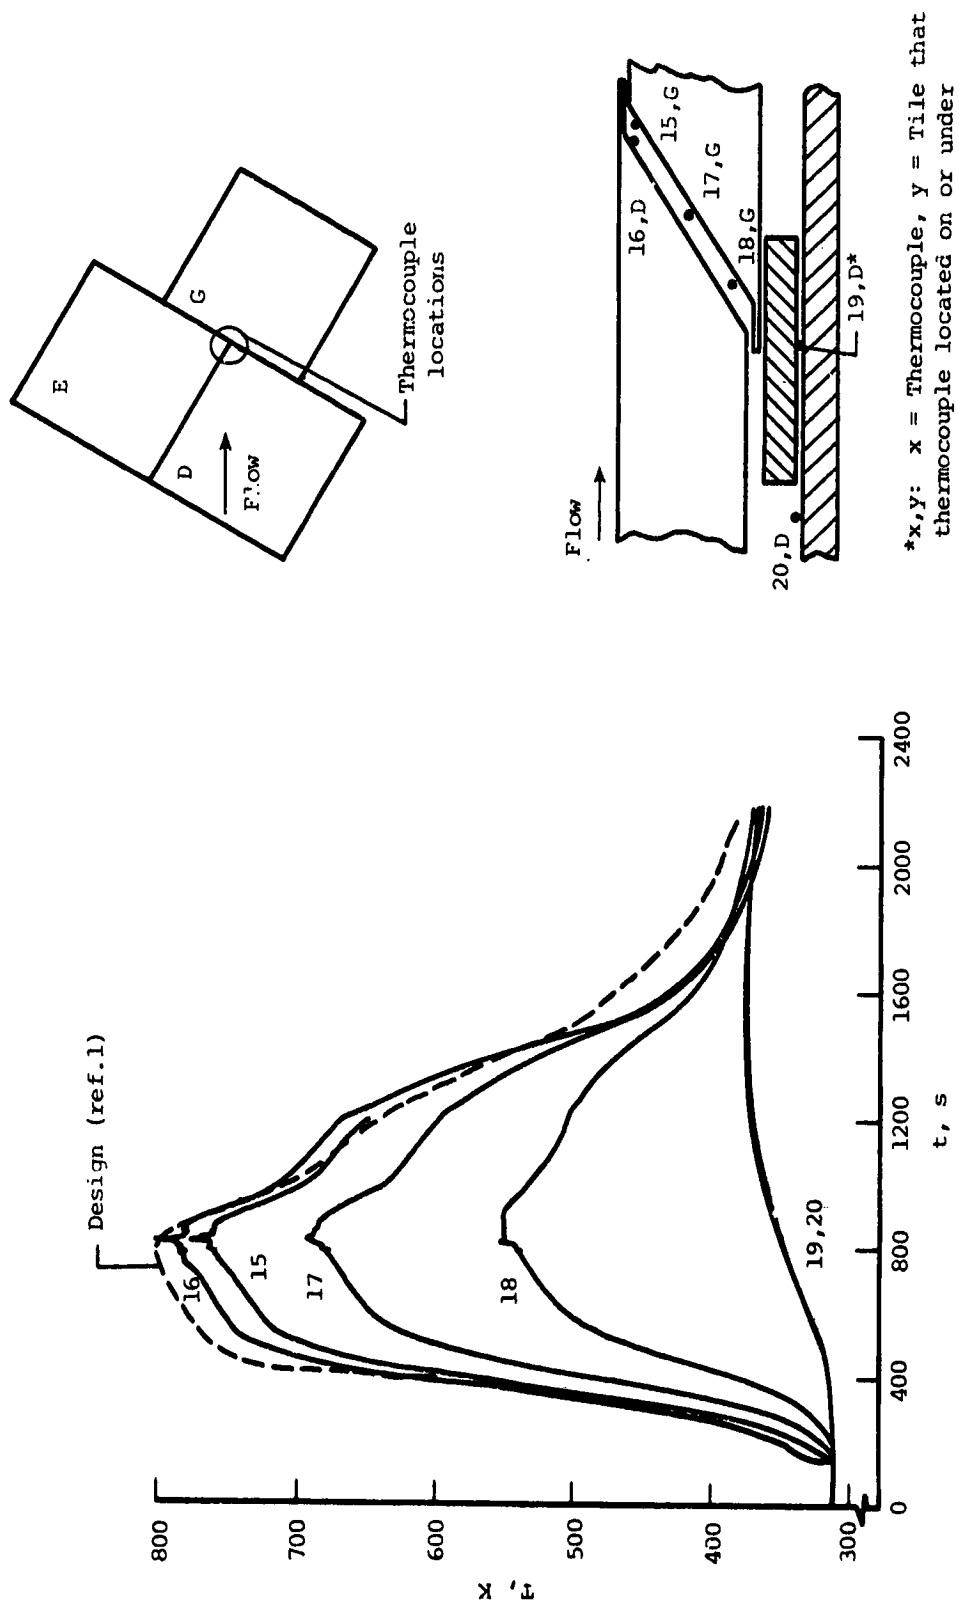 Design (ref.1)
T, K
800
700
600
500
400
300
0
400
800
1200
1600
2000
2400
t, s
16
15
17
18
19,20
E
D
G
Flow
Thermocouple
locations
Flow
16,D
15,G
17,G
18,G
20,D
19,D*
*x,y: x = Thermocouple, y = Tile that
thermocouple located on or under